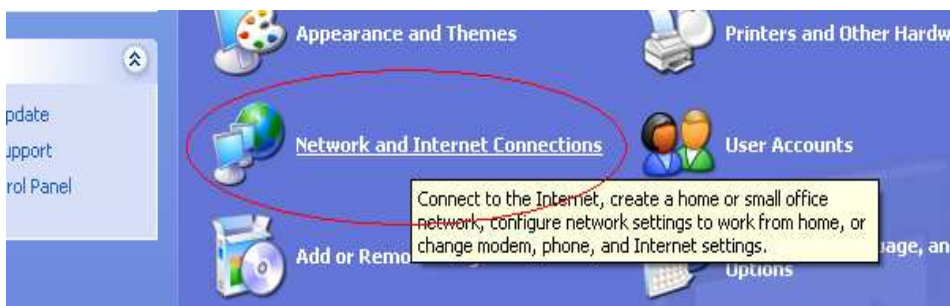 Appearance and Themes
Printers and Other Hardw
pdate
upport
rol Panel
Network and Internet Connections
User Accounts
Connect to the Internet, create a home or small office
network, configure network settings to work from home, or
change modem, phone, and Internet settings.
Add or Remo
uage, an
Options